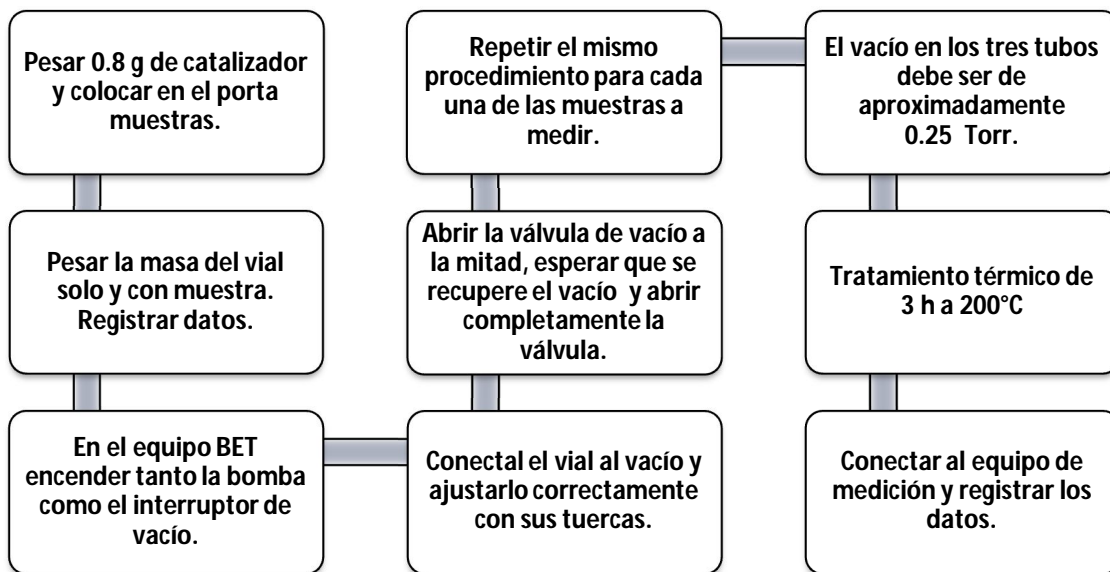 Pesar 0.8 g de catalizador
y colocar en el porta
muestras.
Pesar la masa del vial
solo y con muestra.
Registrar datos.
En el equipo BET
encender tanto la bomba
como el interruptor de
vacío.
Conectal el vial al vacío y
ajustarlo correctamente
con sus tuercas.
Abrir la válvula de vacío a
la mitad, esperar que se
recupere el vacío y abrir
completamente la
válvula.
Repetir el mismo
procedimiento para cada
una de las muestras a
medir.
El vacío en los tres tubos
debe ser de
aproximadamente
0.25 Torr.
Tratamiento térmico de
3 h a 200°C
Conectar al equipo de
medición y registrar los
datos.